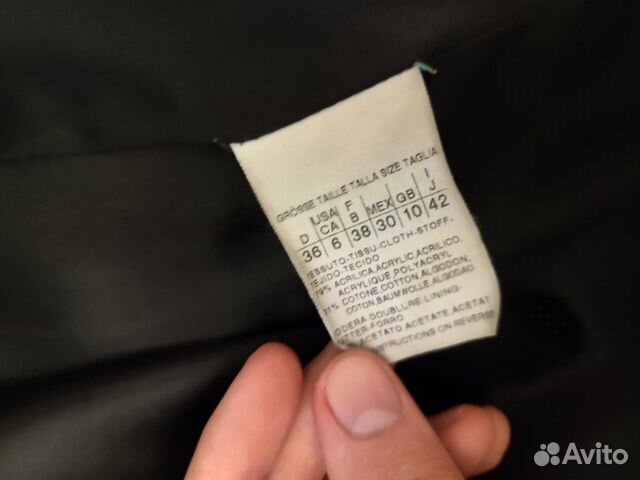 GRÖSSE TAILLE TALLA SIZE TAGLIA
D USA CA F B MEX GB I J
36 6 38 30 10 42
TESSUTO-TISSU-CLOTH-STOFF-
TEJIDO-TECIDO
79% ACRILICA,ACRYLIC,ACRILICO,
ACRYLIQUE,POLYACRYL
21% COTONE,COTTON,ALGODON,
COTON,BAUMWOLLE,ALGODAO
FODERA-DOUBLURE-LINING-
FUTTER-FORRO
ACETATO,ACETATE,ACETAT
INSTRUCTIONS ON REVERSE
Avito